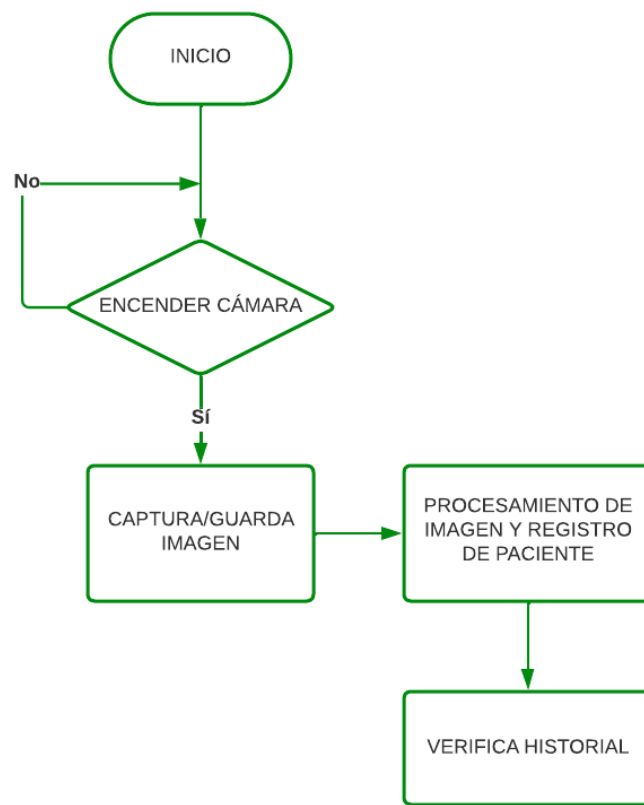 INICIO
No
ENCENDER CÁMARA
Sí
CAPTURA/GUARDA
IMAGEN
PROCESAMIENTO DE
IMAGEN Y REGISTRO
DE PACIENTE
VERIFICA HISTORIAL